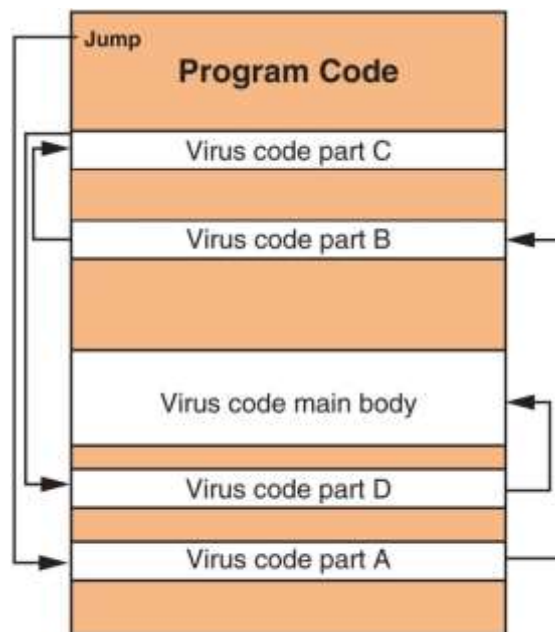 Jump
Program Code
Virus code part C
Virus code part B
Virus code main body
Virus code part D
Virus code part A